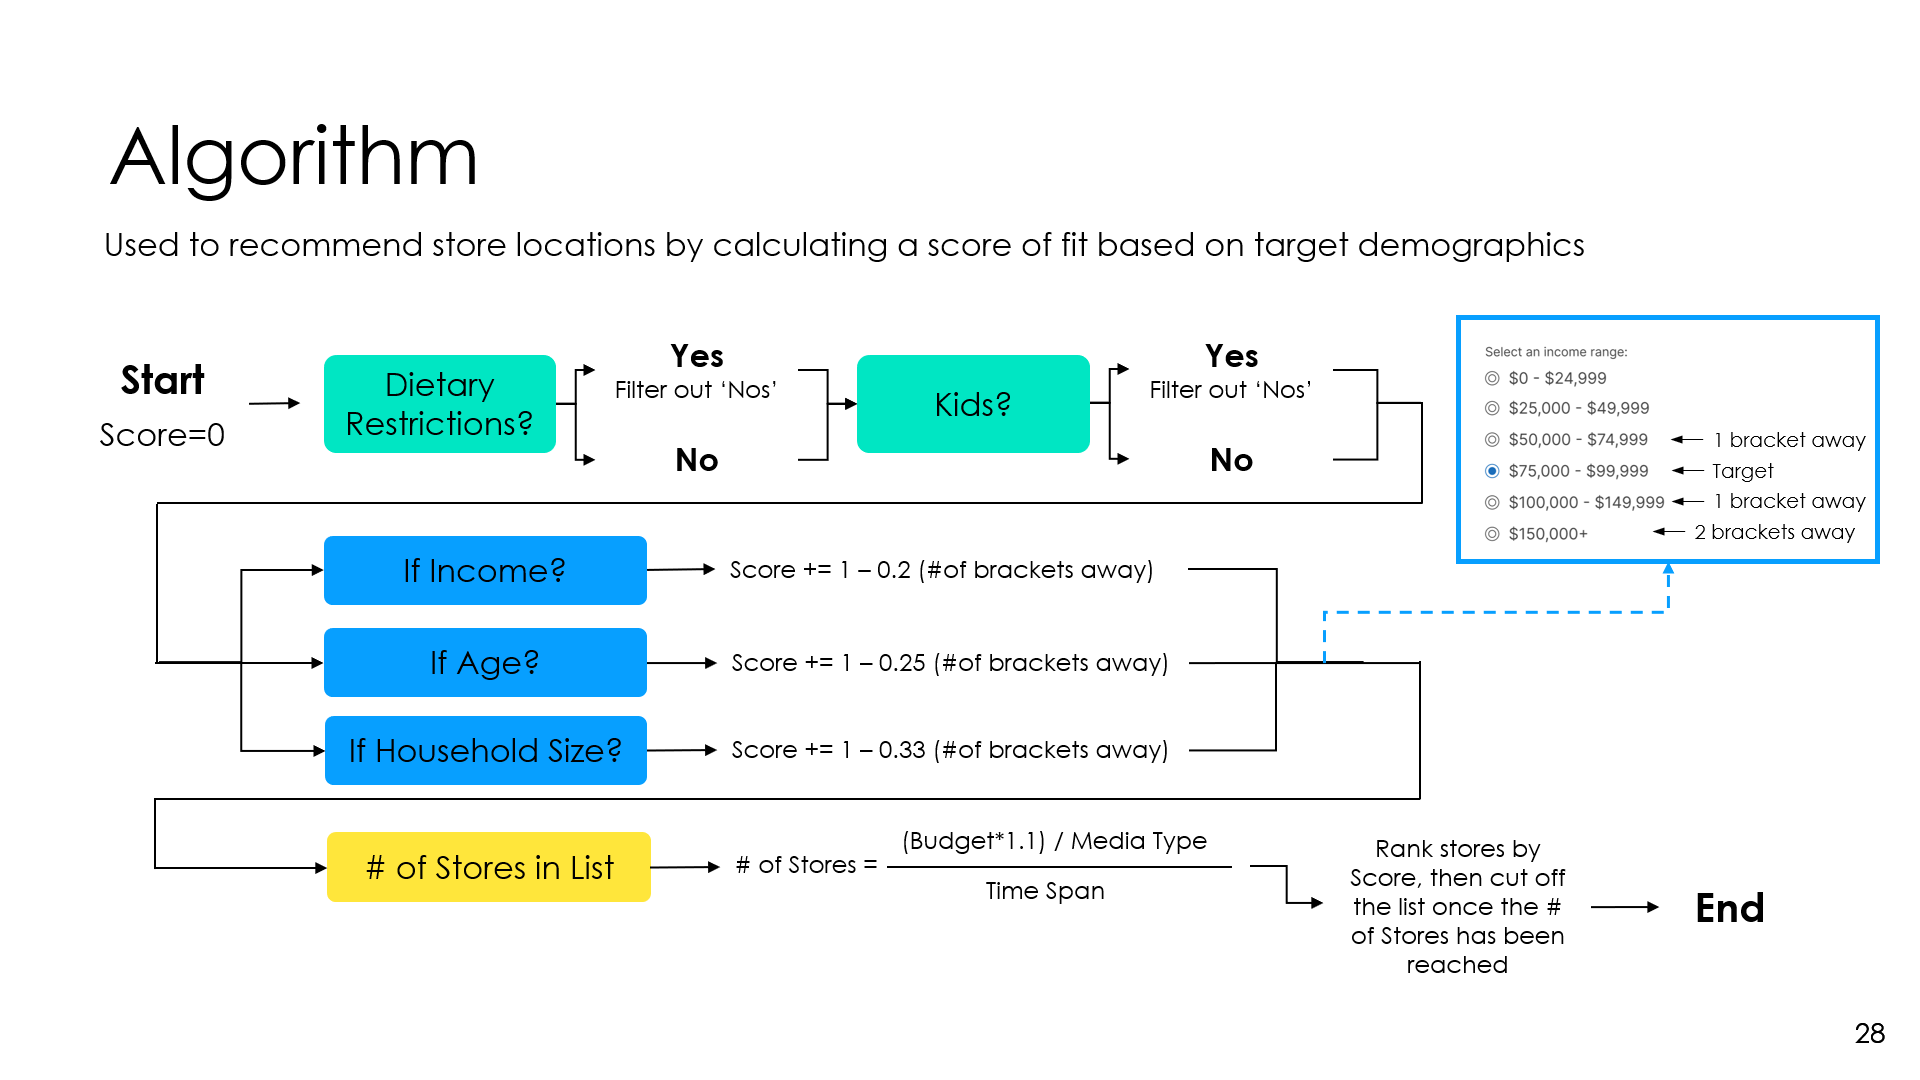 Algorithm
Used to recommend store locations by calculating a score of fit based on target demographics
Start
Score=0
Dietary
Restrictions?
Yes
Filter out ‘Nos’
No
Kids?
Yes
Filter out ‘Nos’
No
Select an income range:
$0 - $24,999
$25,000 - $49,999
$50,000 - $74,999 1 bracket away
$75,000 - $99,999 Target
$100,000 - $149,999 1 bracket away
$150,000+ 2 brackets away
If Income?
Score += 1 – 0.2 (#of brackets away)
If Age?
Score += 1 – 0.25 (#of brackets away)
If Household Size?
Score += 1 – 0.33 (#of brackets away)
# of Stores in List
# of Stores =
(Budget*1.1) / Media Type
Time Span
Rank stores by
Score, then cut off
the list once the #
of Stores has been
reached
End
28